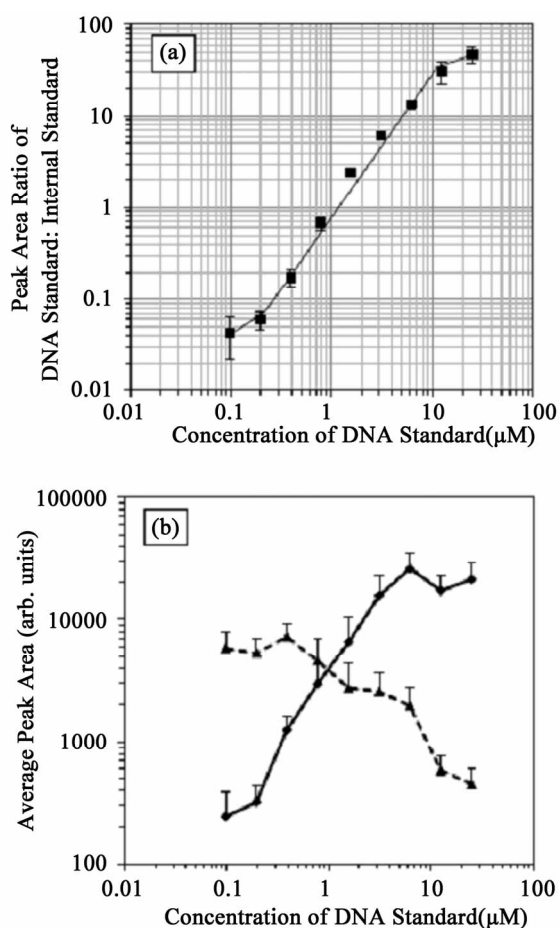 (a)
Peak Area Ratio of
DNA Standard: Internal Standard
100
10
1
0.1
0.01
0.01
0.1
1
10
100
Concentration of DNA Standard(μM)
(b)
Average Peak Area (arb. units)
100000
10000
1000
100
0.01
0.1
1
10
100
Concentration of DNA Standard(μM)